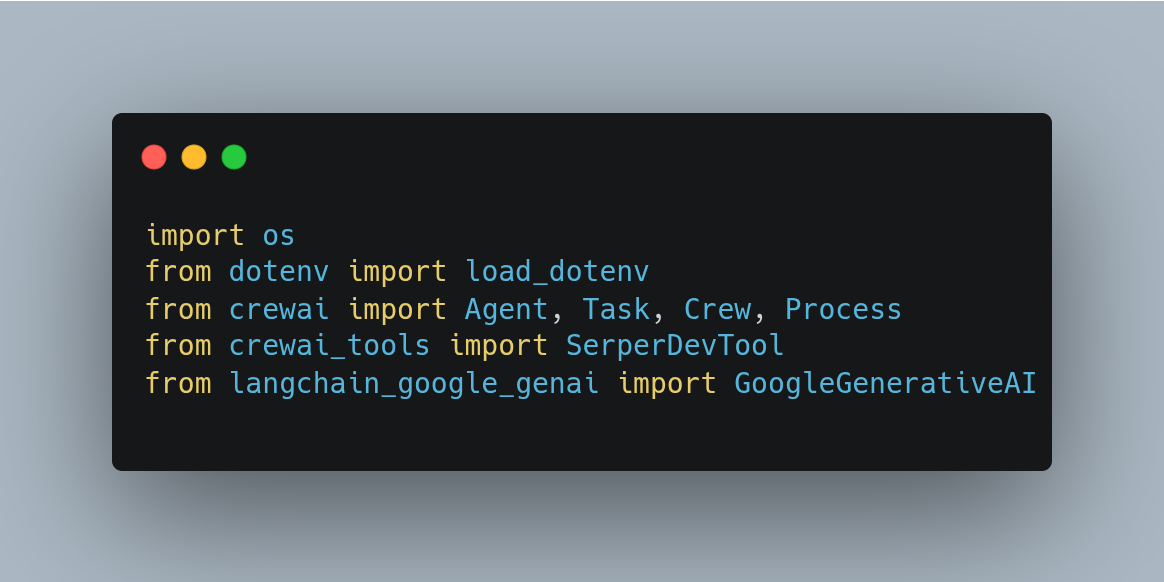 import os
from dotenv import load_dotenv
from crewai import Agent, Task, Crew, Process
from crewai_tools import SerperDevTool
from langchain_google_genai import GoogleGenerativeAI